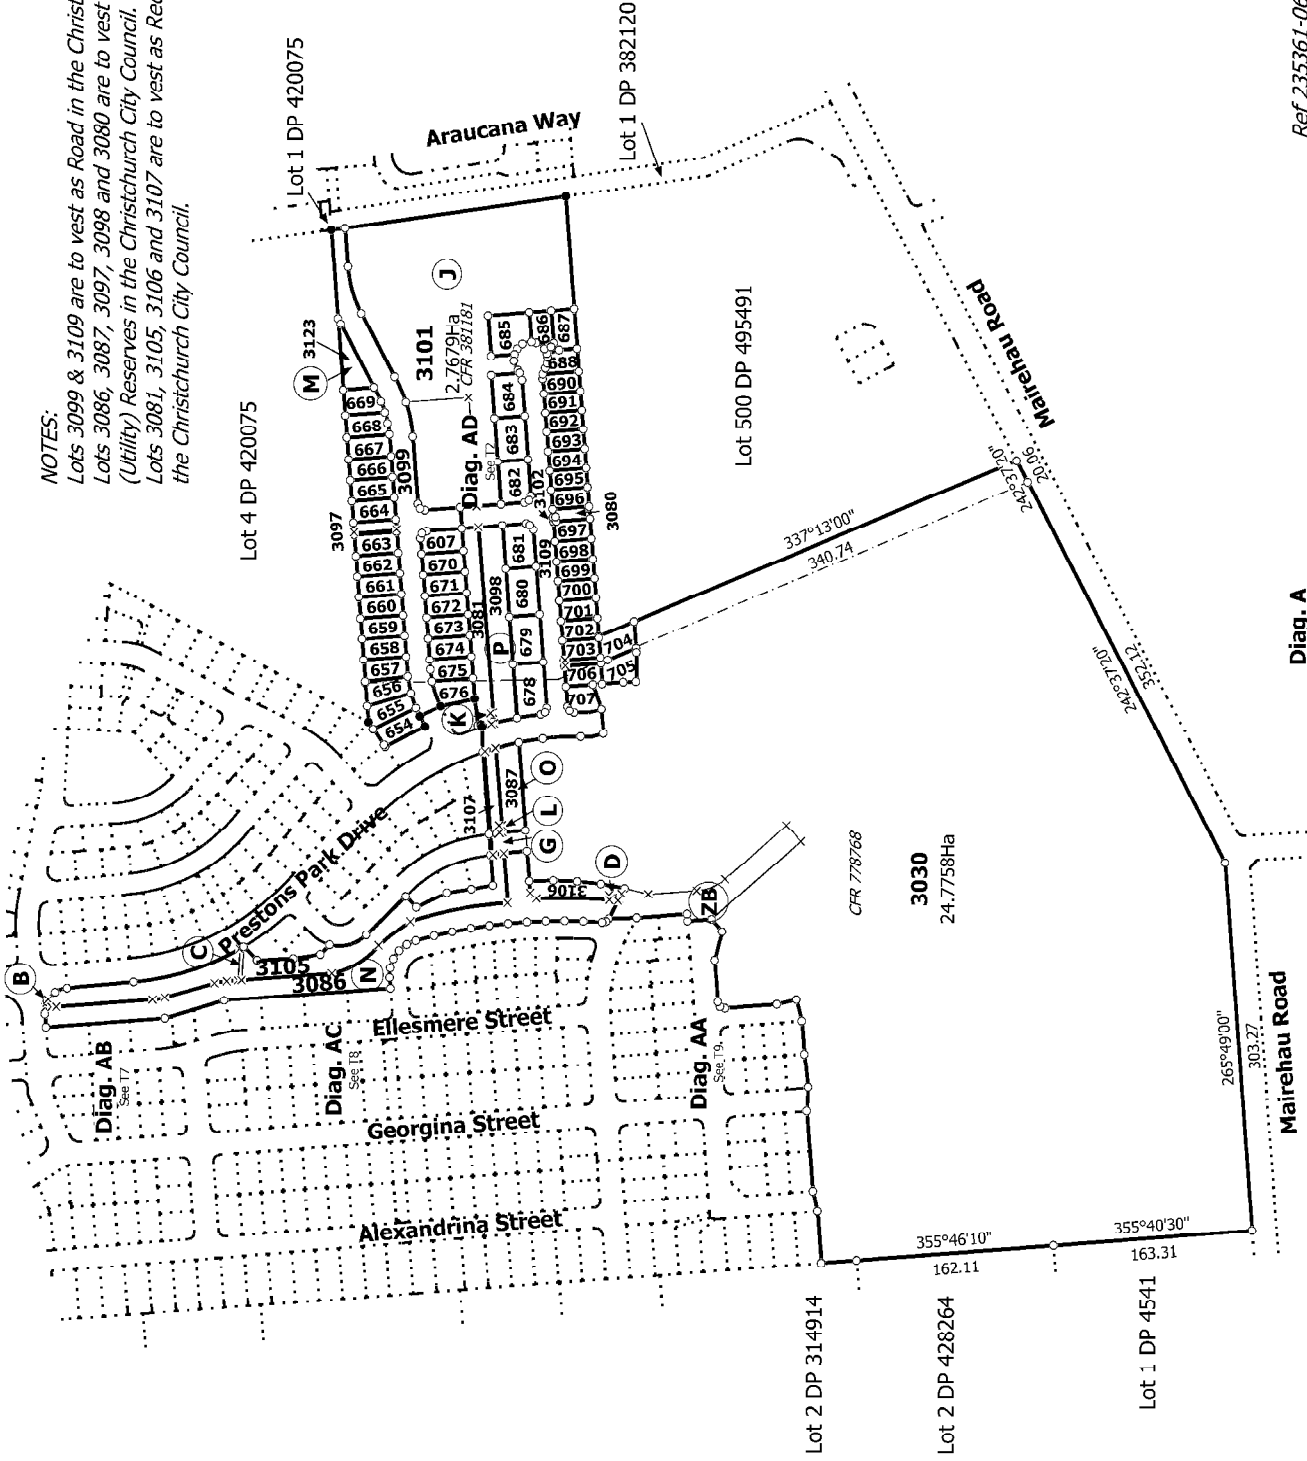 NOTES:
Lots 3099 & 3109 are to vest as Road in the Christ
Lots 3086, 3087, 3097, 3098 and 3080 are to vest
(Utility) Reserves in the Christchurch City Council.
Lots 3081, 3105, 3106 and 3107 are to vest as Rec
the Christchurch City Council.
Lot 1 DP 420075
Lot 1 DP 382120
Ref 235361-06
Araucana Way
Lot 4 DP 420075
M
3123
J
3101
2.7679Ha
CFR 381181
Diag. AD
See T2
3097
3099
669
668
667
666
665
664
663
662
661
660
659
658
657
656
655
654
607
670
671
672
673
674
675
676
3081
3098
P
K
685
684
683
682
681
680
679
678
3102
3109
3080
686
687
688
690
691
692
693
694
695
696
697
698
699
700
701
702
703
704
705
706
707
Lot 500 DP 495491
Mairehau Road
337°13'00"
340.74
242°37'20"
20.06
242°37'20"
352.12
Diag. A
3107
3087
O
L
G
D
3106
ZB
Prestons Park Drive
B
C
3105
3086
N
Ellesmere Street
Diag. AB
See T7
Diag. AC
See T8
Diag. AA
See T9
Georgina Street
Alexandrina Street
CFR 778768
3030
24.7758Ha
265°49'00"
303.27
Mairehau Road
355°46'10"
162.11
355°40'30"
163.31
Lot 2 DP 314914
Lot 2 DP 428264
Lot 1 DP 4541